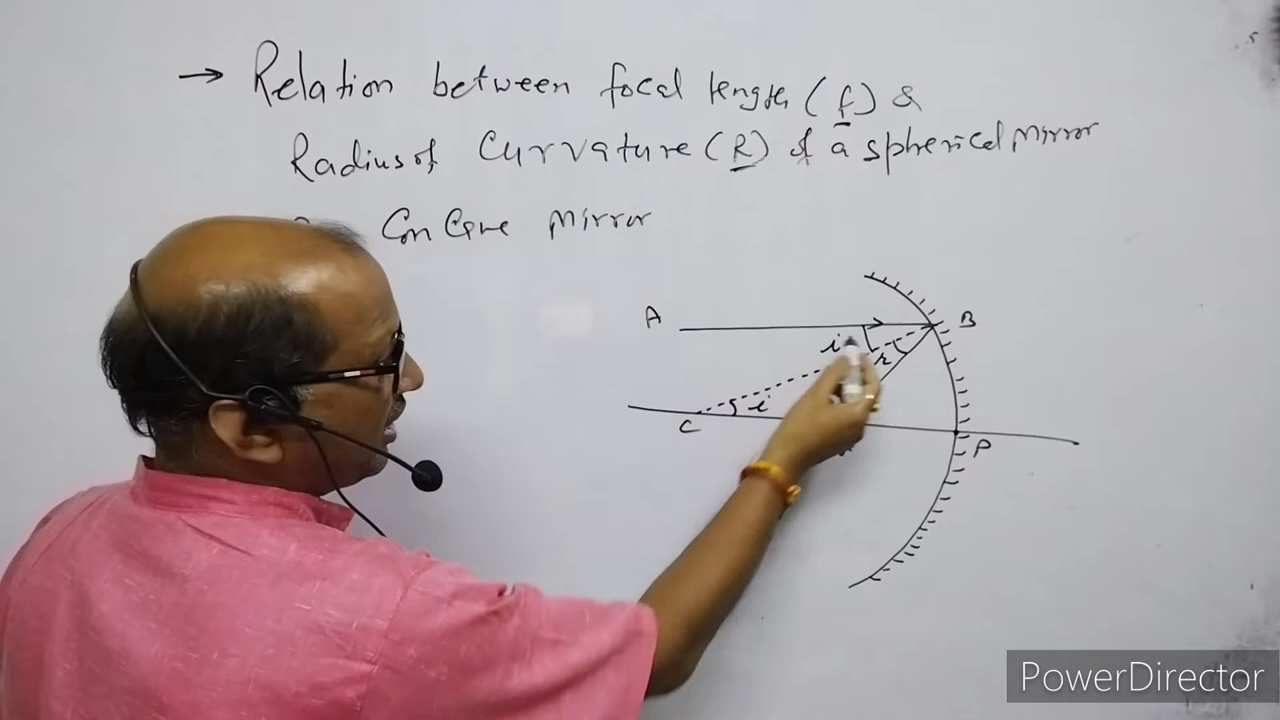 → Relation between focal length (f) &
Radius of Curvature (R) of a spherical Mirror
Concave Mirror
A
B
i
r
i
C
P
PowerDirector